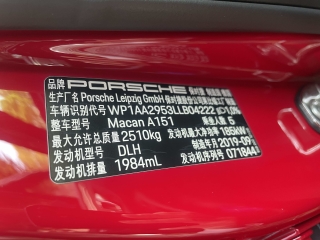 品牌 PORSCHE 保时捷
生产厂名 Porsche Leipzig GmbH
车辆识别代号 WP1AA2953LLB04222
整车型号 Macan A151 乘坐人数 5
最大允许总质量 2510kg 发动机最大净功率 185kW
发动机型号 DLH 制造年月 2019-09
发动机排量 1984mL 发动机序列号 071844